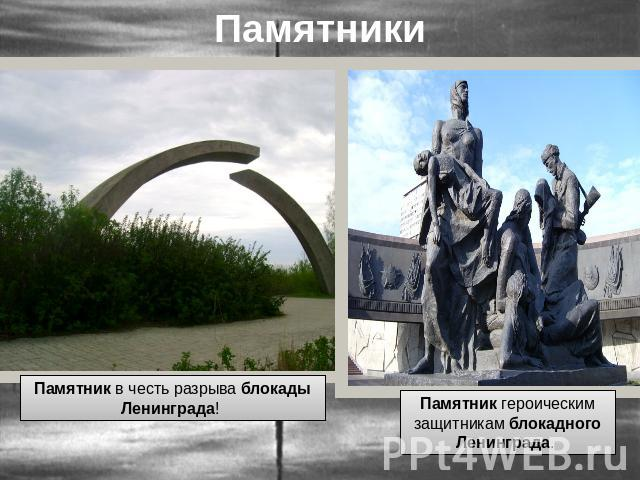 Памятники
Памятник в честь разрыва блокады
Ленинграда!
Памятник героическим
защитникам блокадного
Ленинграда.
PPt4WEB.ru